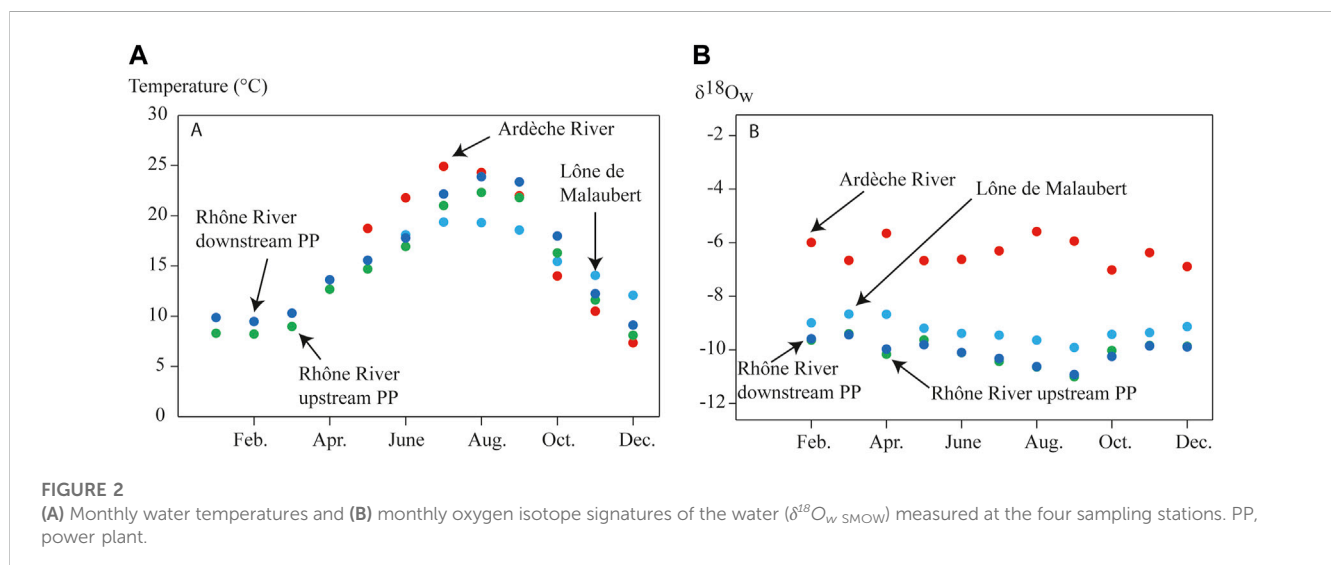 A
Temperature (°C)
30
25
20
15
10
5
0
A
Ardèche River
Lône de
Malaubert
Rhône River
downstream PP
Rhône River
upstream PP
Feb. Apr. June Aug. Oct. Dec.
B
δ¹⁸Ow
-2
-4
-6
-8
-10
-12
B
Ardèche River
Lône de Malaubert
Rhône River
downstream PP
Rhône River upstream PP
Feb. Apr. June Aug. Oct. Dec.
FIGURE 2
(A) Monthly water temperatures and (B) monthly oxygen isotope signatures of the water (δ¹⁸Ow SMOW) measured at the four sampling stations. PP,
power plant.